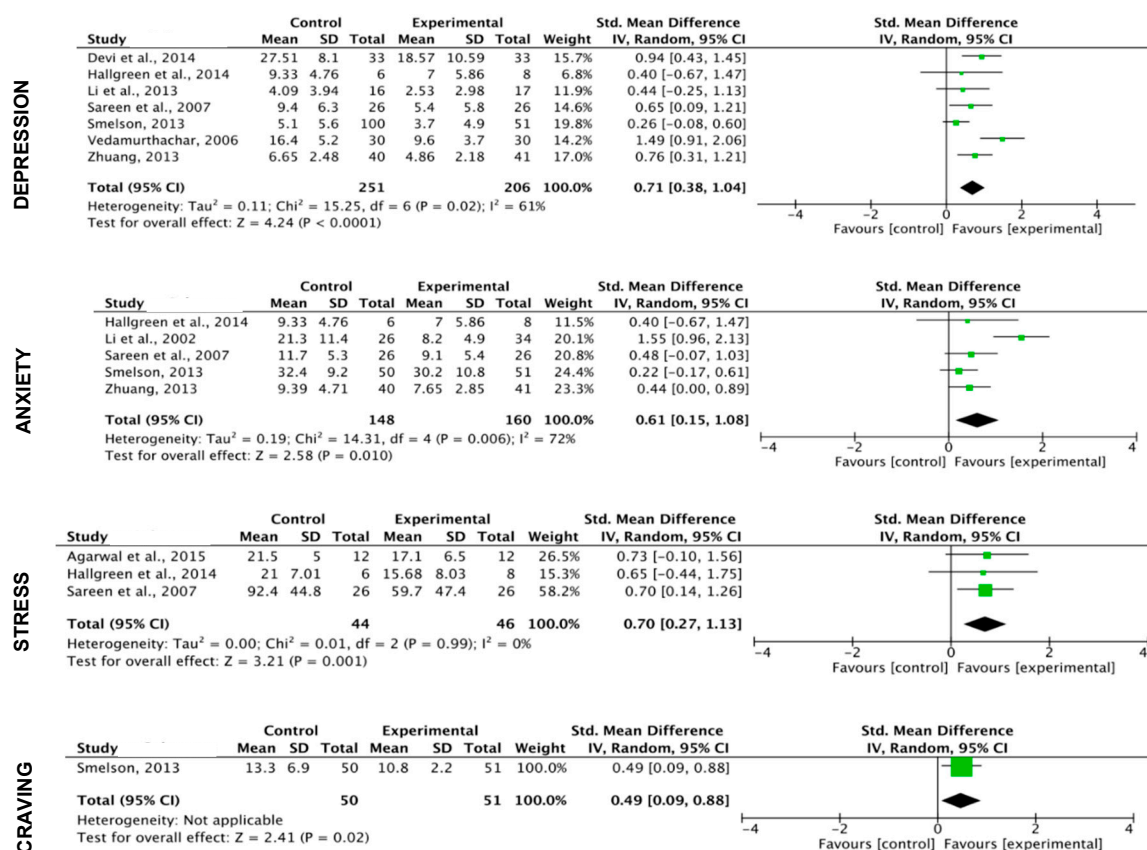 DEPRESSION
Control Experimental Std. Mean Difference Std. Mean Difference
Study Mean SD Total Mean SD Total Weight IV, Random, 95% CI IV, Random, 95% CI
Devi et al., 2014 27.51 8.1 33 18.57 10.59 33 15.7% 0.94 [0.43, 1.45]
Hallgreen et al., 2014 9.33 4.76 6 7 5.86 8 6.8% 0.40 [−0.67, 1.47]
Li et al., 2013 4.09 3.94 16 2.53 2.98 17 11.9% 0.44 [−0.25, 1.13]
Sareen et al., 2007 9.4 6.3 26 5.4 5.8 26 14.6% 0.65 [0.09, 1.21]
Smelson, 2013 5.1 5.6 100 3.7 4.9 51 19.8% 0.26 [−0.08, 0.60]
Vedamurthachar, 2006 16.4 5.2 30 9.6 3.7 30 14.2% 1.49 [0.91, 2.06]
Zhuang, 2013 6.65 2.48 40 4.86 2.18 41 17.0% 0.76 [0.31, 1.21]
Total (95% CI) 251 206 100.0% 0.71 [0.38, 1.04]
Heterogeneity: Tau² = 0.11; Chi² = 15.25, df = 6 (P = 0.02); I² = 61%
Test for overall effect: Z = 4.24 (P < 0.0001)
−4 −2 0 2 4
Favours [control] Favours [experimental]
ANXIETY
Control Experimental Std. Mean Difference Std. Mean Difference
Study Mean SD Total Mean SD Total Weight IV, Random, 95% CI IV, Random, 95% CI
Hallgreen et al., 2014 9.33 4.76 6 7 5.86 8 11.5% 0.40 [−0.67, 1.47]
Li et al., 2002 21.3 11.4 26 8.2 4.9 34 20.1% 1.55 [0.96, 2.13]
Sareen et al., 2007 11.7 5.3 26 9.1 5.4 26 20.8% 0.48 [−0.07, 1.03]
Smelson, 2013 32.4 9.2 50 30.2 10.8 51 24.4% 0.22 [−0.17, 0.61]
Zhuang, 2013 9.39 4.71 40 7.65 2.85 41 23.3% 0.44 [0.00, 0.89]
Total (95% CI) 148 160 100.0% 0.61 [0.15, 1.08]
Heterogeneity: Tau² = 0.19; Chi² = 14.31, df = 4 (P = 0.006); I² = 72%
Test for overall effect: Z = 2.58 (P = 0.010)
−4 −2 0 2 4
Favours [control] Favours [experimental]
STRESS
Control Experimental Std. Mean Difference Std. Mean Difference
Study Mean SD Total Mean SD Total Weight IV, Random, 95% CI IV, Random, 95% CI
Agarwal et al., 2015 21.5 5 12 17.1 6.5 12 26.5% 0.73 [−0.10, 1.56]
Hallgreen et al., 2014 21 7.01 6 15.68 8.03 8 15.3% 0.65 [−0.44, 1.75]
Sareen et al., 2007 92.4 44.8 26 59.7 47.4 26 58.2% 0.70 [0.14, 1.26]
Total (95% CI) 44 46 100.0% 0.70 [0.27, 1.13]
Heterogeneity: Tau² = 0.00; Chi² = 0.01, df = 2 (P = 0.99); I² = 0%
Test for overall effect: Z = 3.21 (P = 0.001)
−4 −2 0 2 4
Favours [control] Favours [experimental]
CRAVING
Control Experimental Std. Mean Difference Std. Mean Difference
Study Mean SD Total Mean SD Total Weight IV, Random, 95% CI IV, Random, 95% CI
Smelson, 2013 13.3 6.9 50 10.8 2.2 51 100.0% 0.49 [0.09, 0.88]
Total (95% CI) 50 51 100.0% 0.49 [0.09, 0.88]
Heterogeneity: Not applicable
Test for overall effect: Z = 2.41 (P = 0.02)
−4 −2 0 2 4
Favours [control] Favours [experimental]